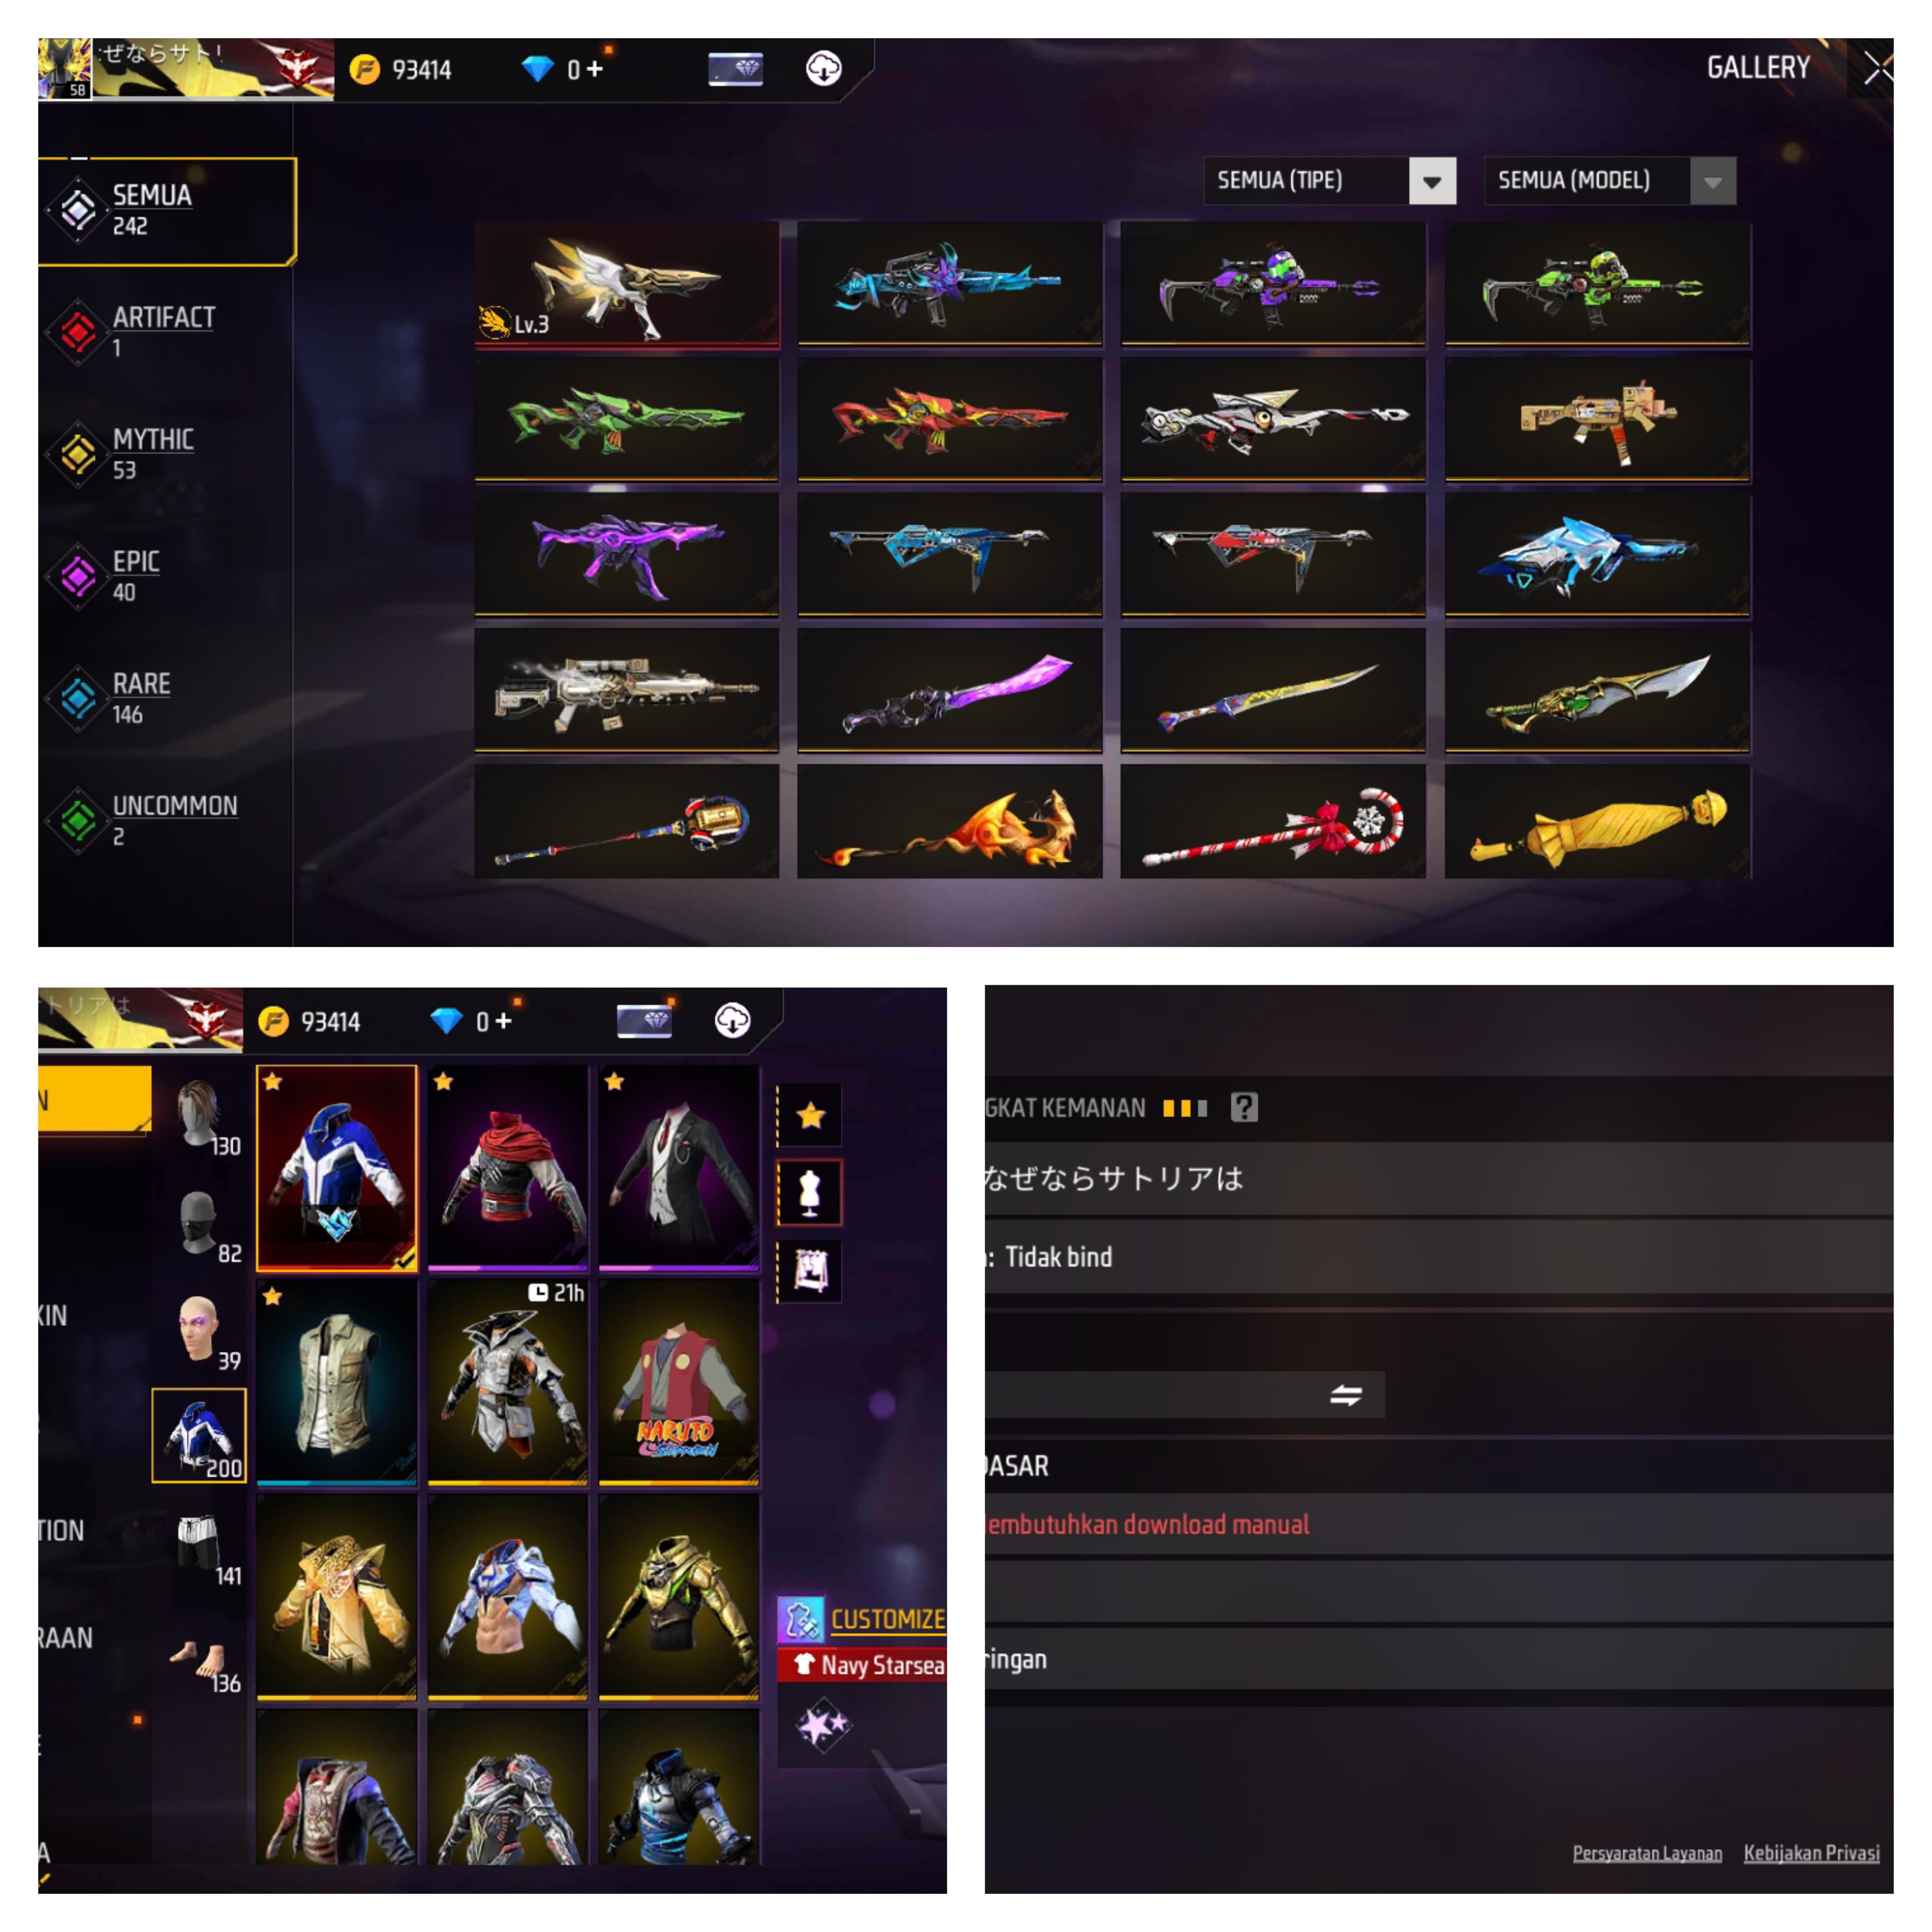 ぜならサト!
58
93414
0+
GALLERY
SEMUA
242
SEMUA (TIPE)
SEMUA (MODEL)
ARTIFACT
1
Lv.3
MYTHIC
53
EPIC
40
RARE
146
UNCOMMON
2
トリアは
93414
0+
N
130
82
21h
KIN
39
NARUTO
SHIPPUDEN
200
TION
141
CUSTOMIZE
RAAN
Navy Starsea
136
E
A
GKAT KEMANAN
?
なぜならサトリアは
: Tidak bind
DASAR
embutuhkan download manual
ringan
Persyaratan Layanan
Kebijakan Privasi